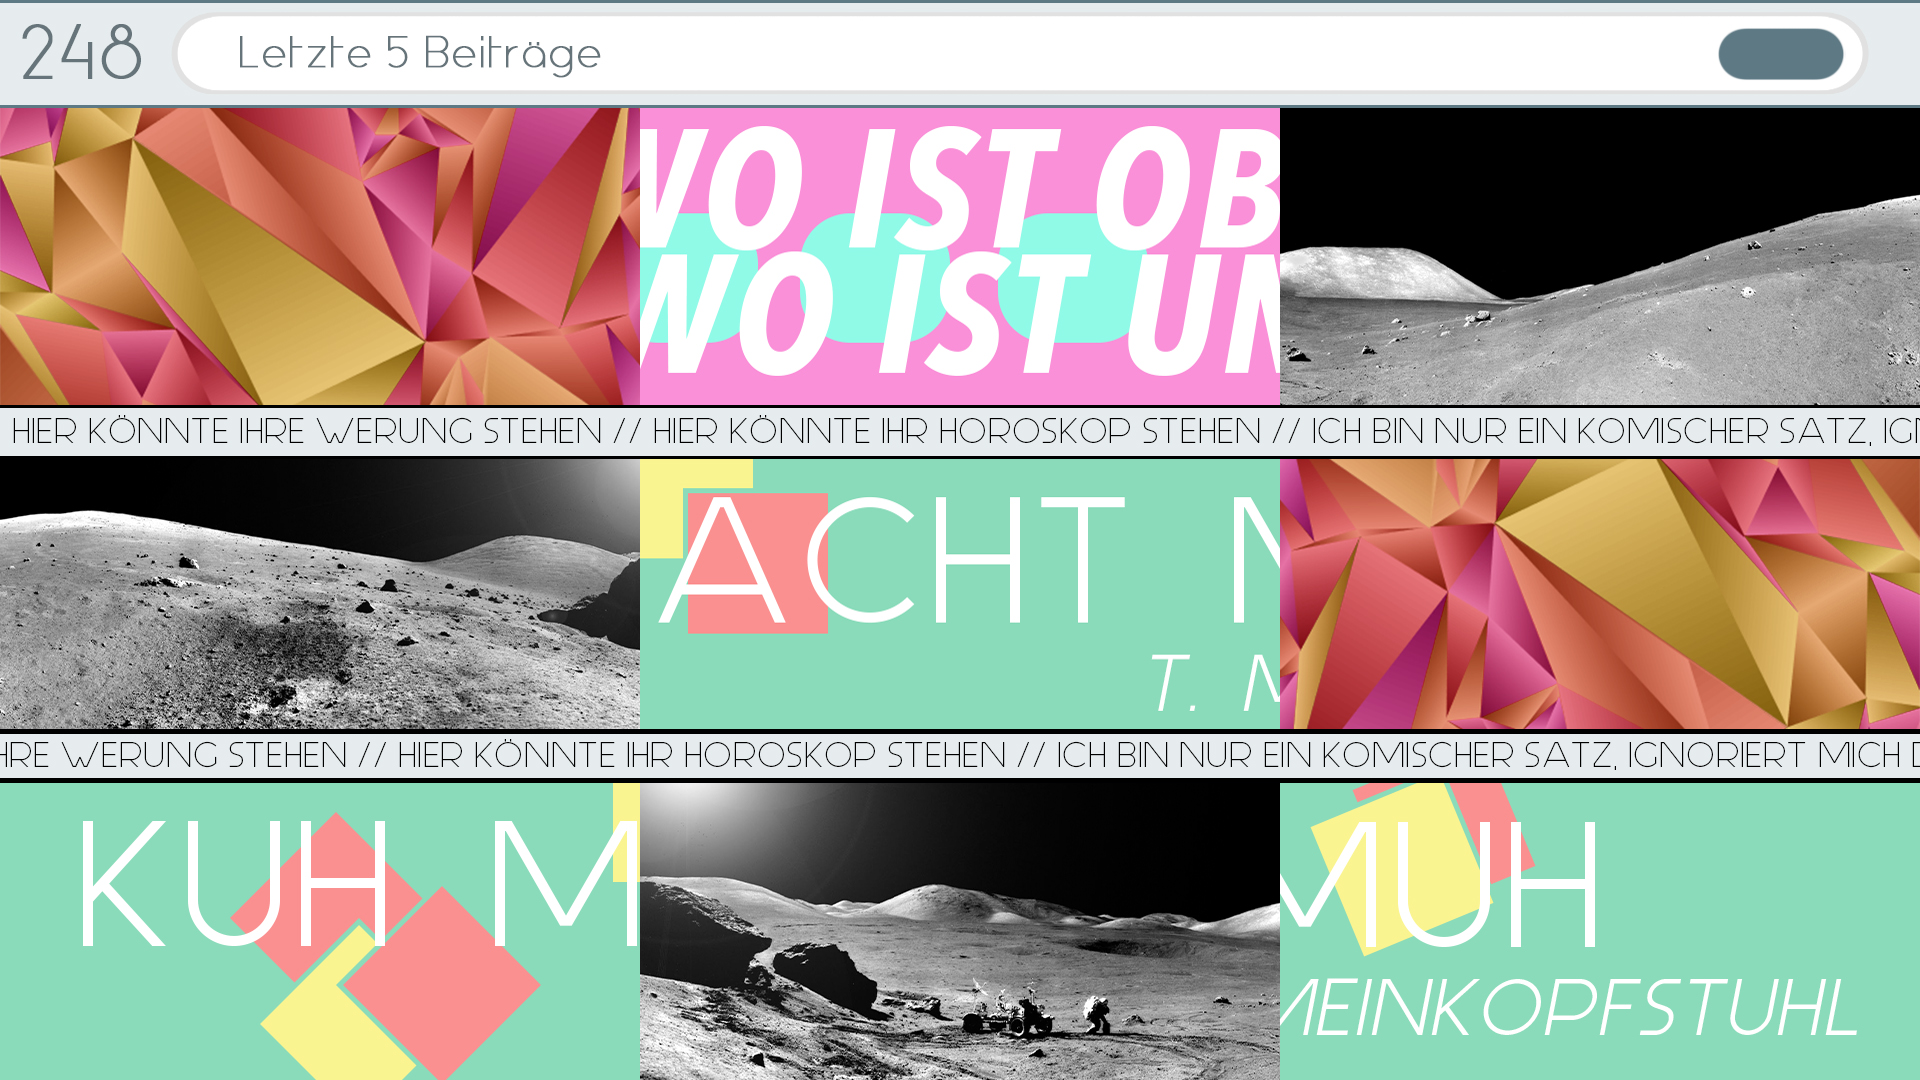 248 Letzte 5 Beiträge
WO IST OB
WO IST UN
HIER KÖNNTE IHRE WERUNG STEHEN // HIER KÖNNTE IHR HOROSKOP STEHEN // ICH BIN NUR EIN KOMISCHER SATZ, IGN
ACHT
T. M
HRE WERUNG STEHEN // HIER KÖNNTE IHR HOROSKOP STEHEN // ICH BIN NUR EIN KOMISCHER SATZ, IGNORIERT MICH D
KUH M
MUH
MEINKOPFSTUHL